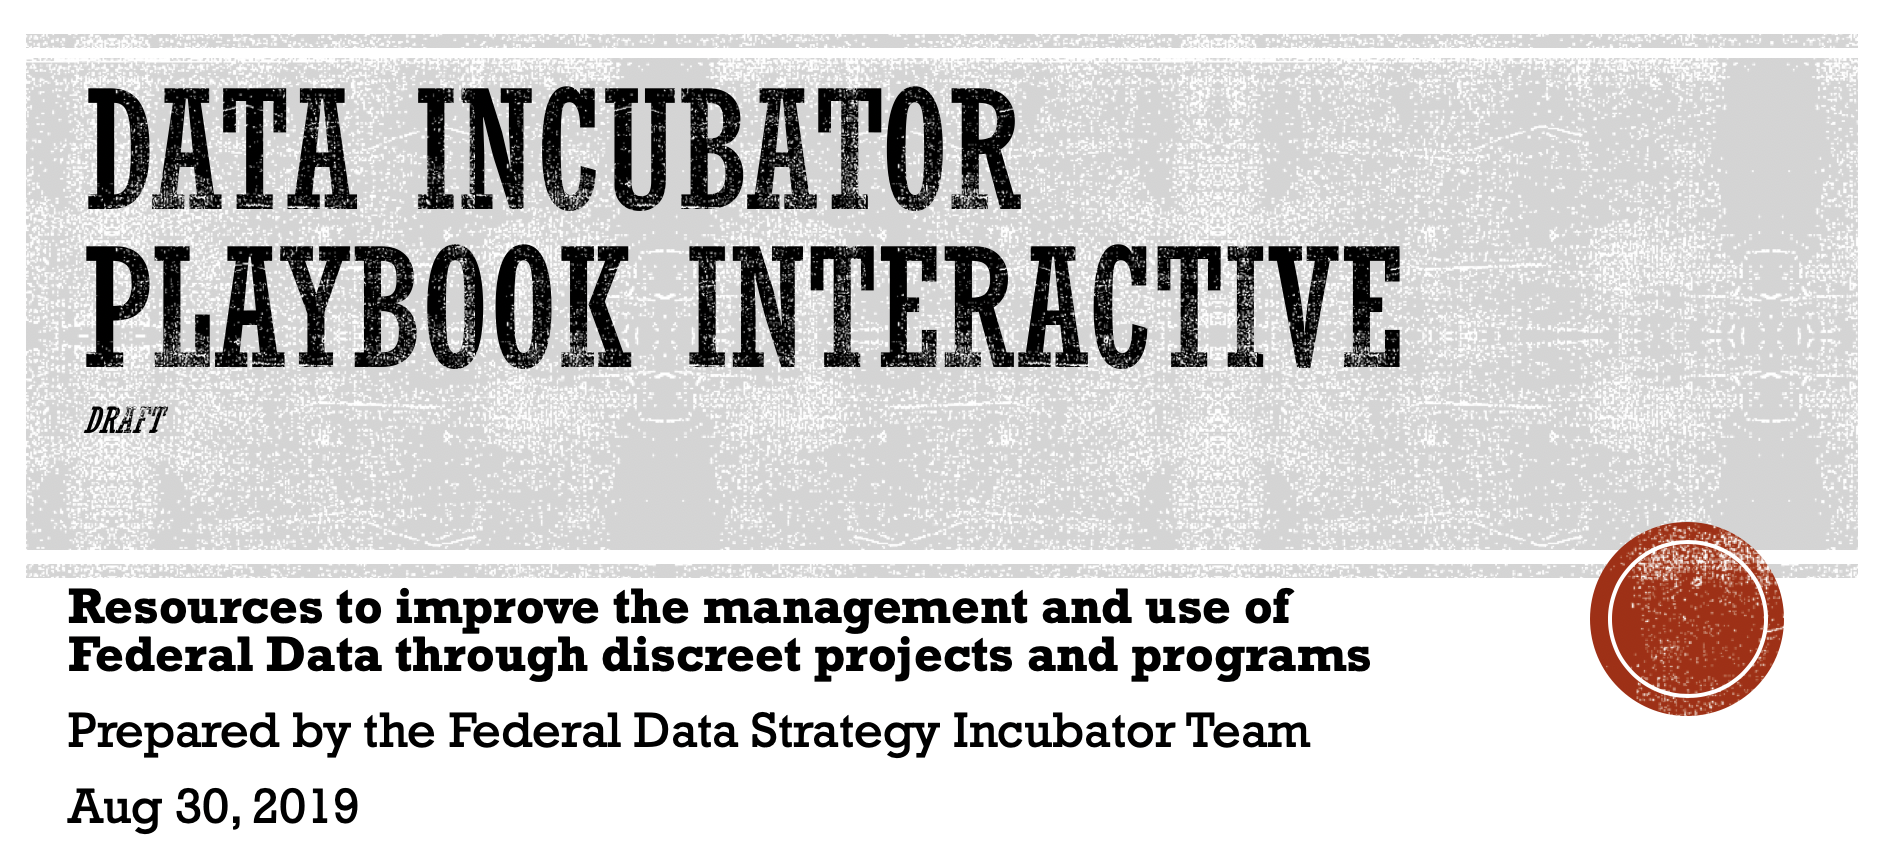 DATA INCUBATOR
PLAYBOOK INTERACTIVE
DRAFT
Resources to improve the management and use of
Federal Data through discreet projects and programs
Prepared by the Federal Data Strategy Incubator Team
Aug 30, 2019